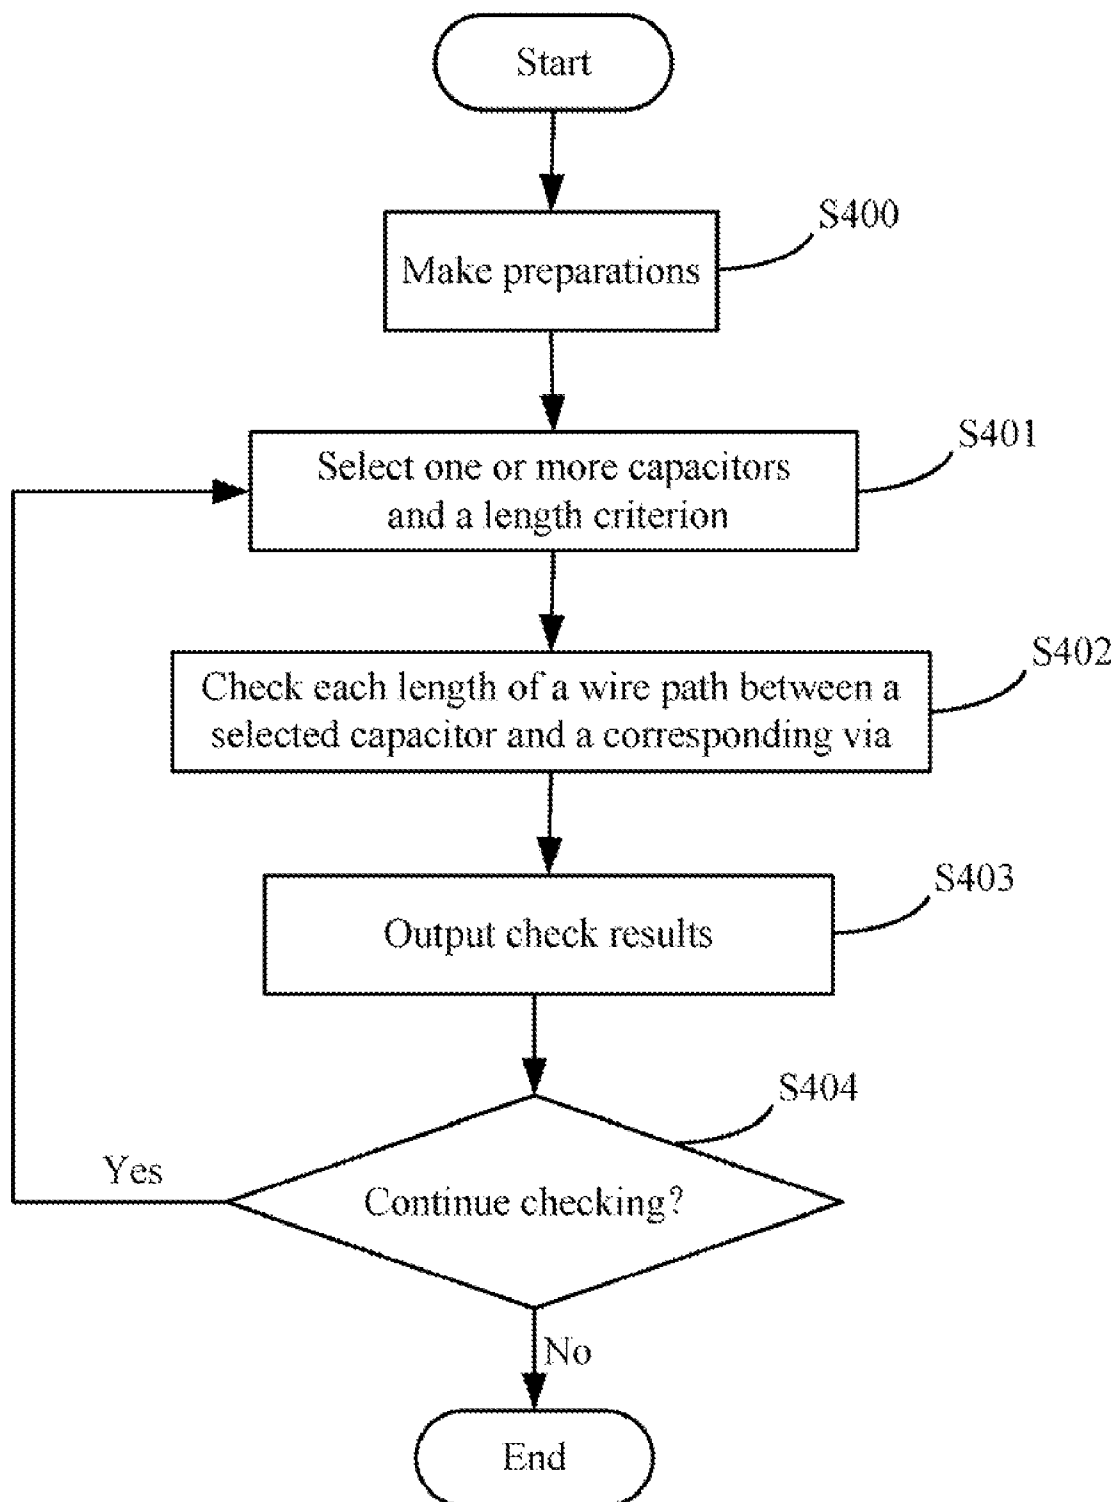 Start
S400
Make preparations
S401
Select one or more capacitors
and a length criterion
S402
Check each length of a wire path between a
selected capacitor and a corresponding via
S403
Output check results
S404
Yes
Continue checking?
No
End